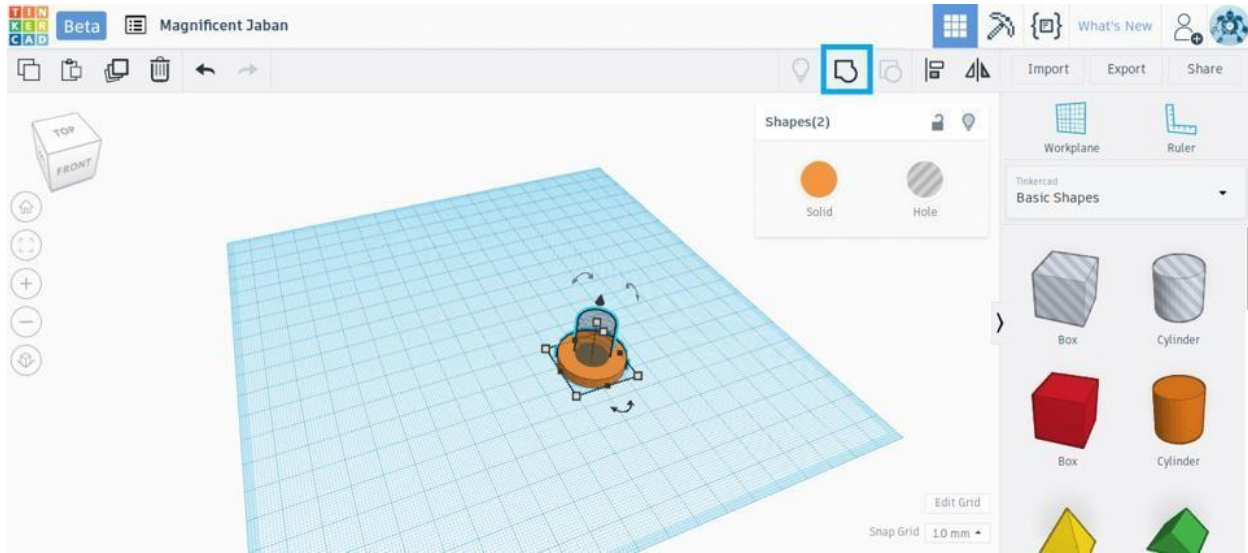 TIN
KER
CAD
Beta
Magnificent Jaban
What's New
Import Export Share
Shapes(2)
Solid Hole
TOP
FRONT
Workplane Ruler
Tinkercad
Basic Shapes
Box Cylinder
Box Cylinder
Edit Grid
Snap Grid 1.0 mm